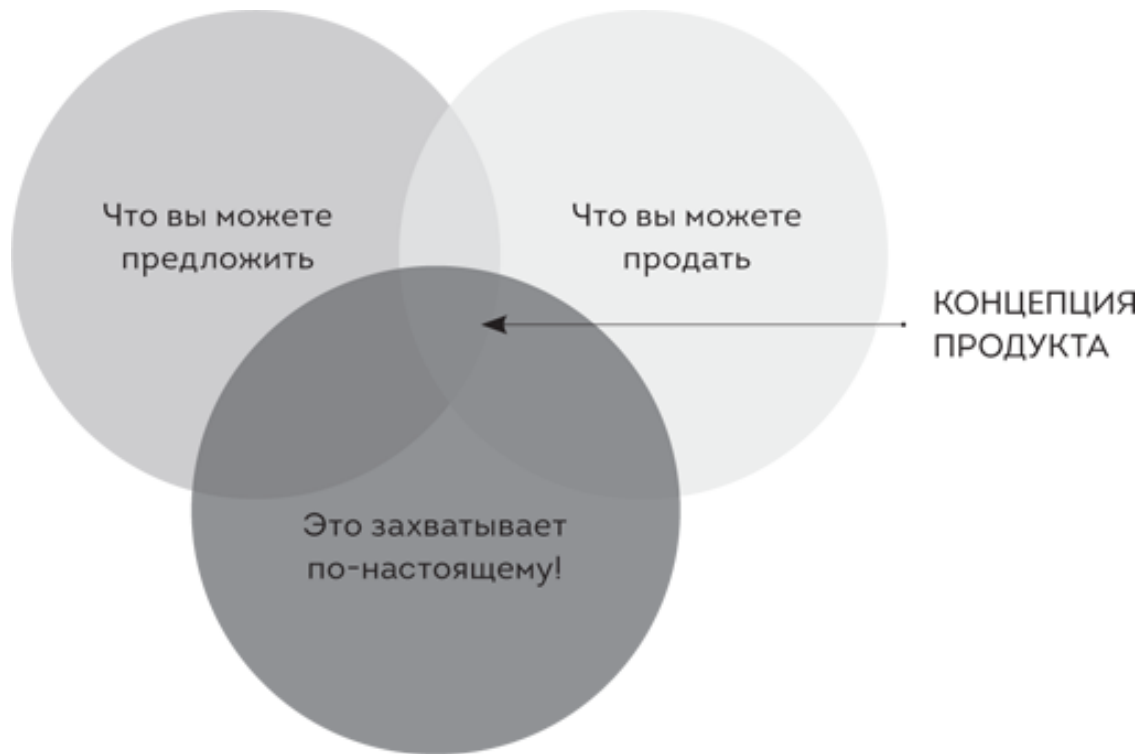 Что вы можете
предложить
Что вы можете
продать
КОНЦЕПЦИЯ
ПРОДУКТА
Это захватывает
по-настоящему!